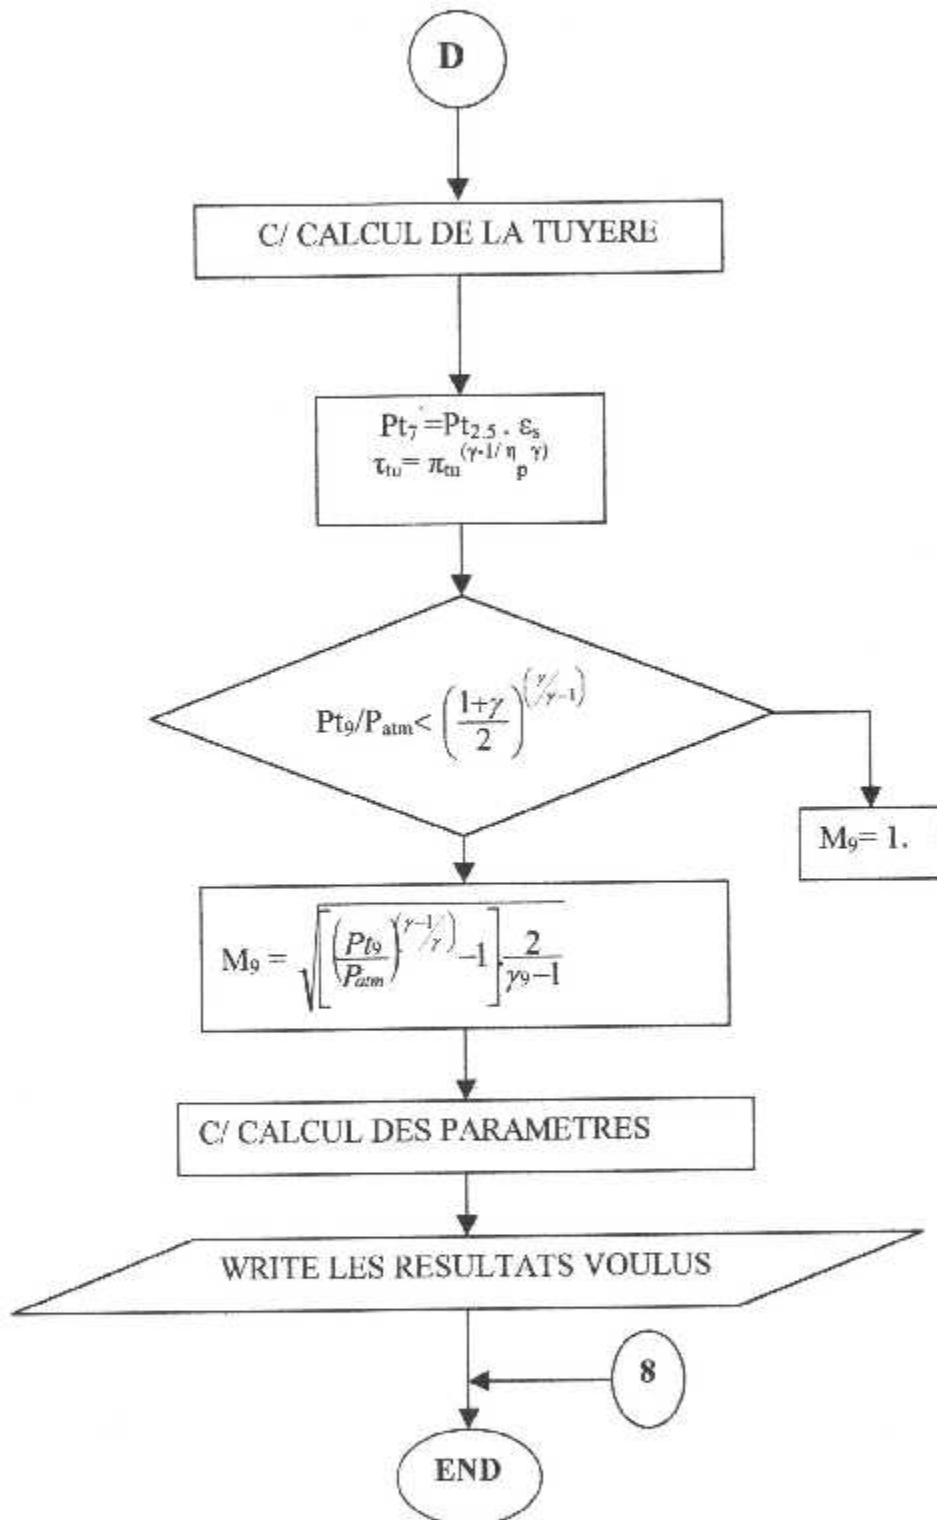 D
C/ CALCUL DE LA TUYERE
Pt₇=Pt₂.₅ . εₛ
τₜᵤ= πₜᵤ^(γ-1/ηₚ γ)
Pt₉/Pₐₜₘ< ((1+γ)/2)^(γ/γ−1)
M₉= 1.
M₉ = √[(Pt₉/Pₐₜₘ)^(γ−1/γ)−1].2/(γ₉−1)
C/ CALCUL DES PARAMETRES
WRITE LES RESULTATS VOULUS
8
END